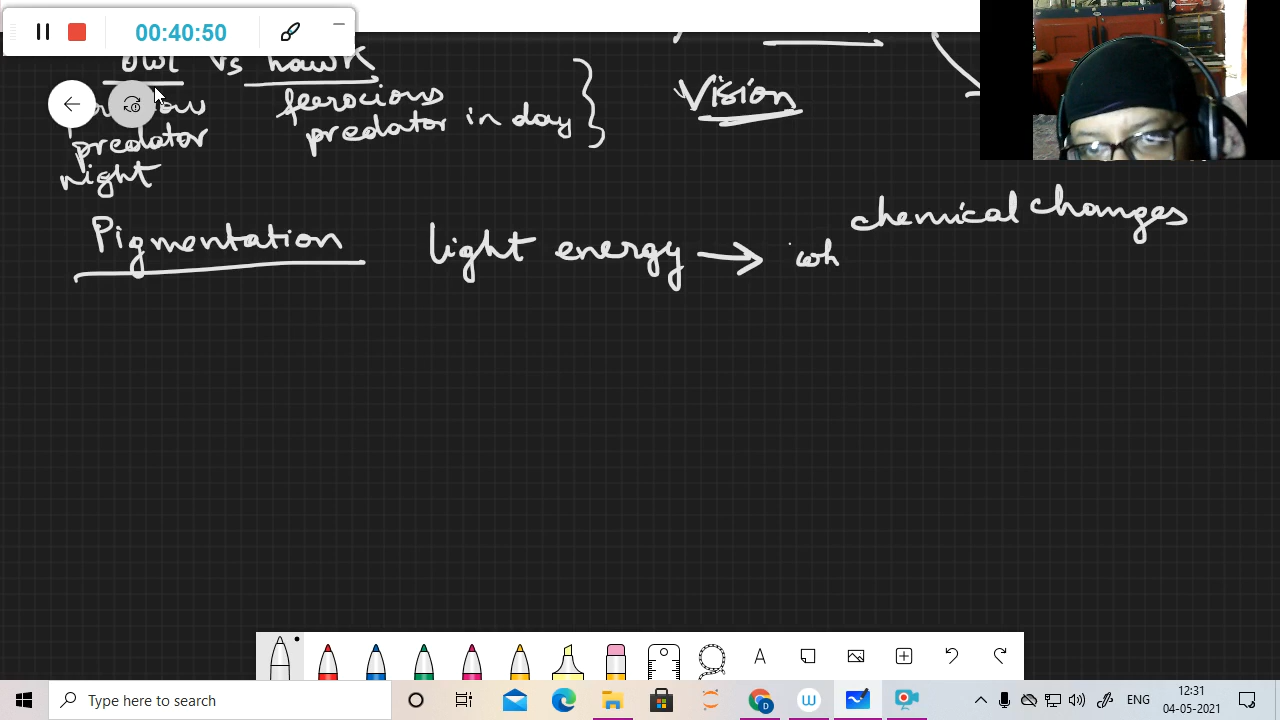 00:40:50
owl vs hawk
ferocious
predator in day
predator
night
Vision
Pigmentation light energy → wh
chemical changes
Type here to search
ENG
12:31
04-05-2021